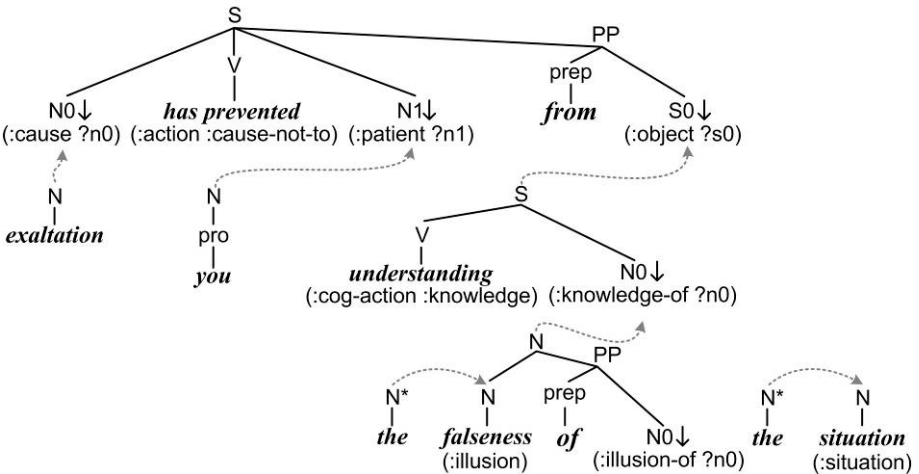 S
PP
V
prep
N0↓ has prevented N1↓ from S0↓
(:cause ?n0) (:action :cause-not-to) (:patient ?n1) (:object ?s0)
N N S
exaltation pro V
you understanding N0↓
(:cog-action :knowledge) (:knowledge-of ?n0)
N PP
N* N prep N* N
the falseness of N0↓ the situation
(:illusion) (:illusion-of ?n0) (:situation)